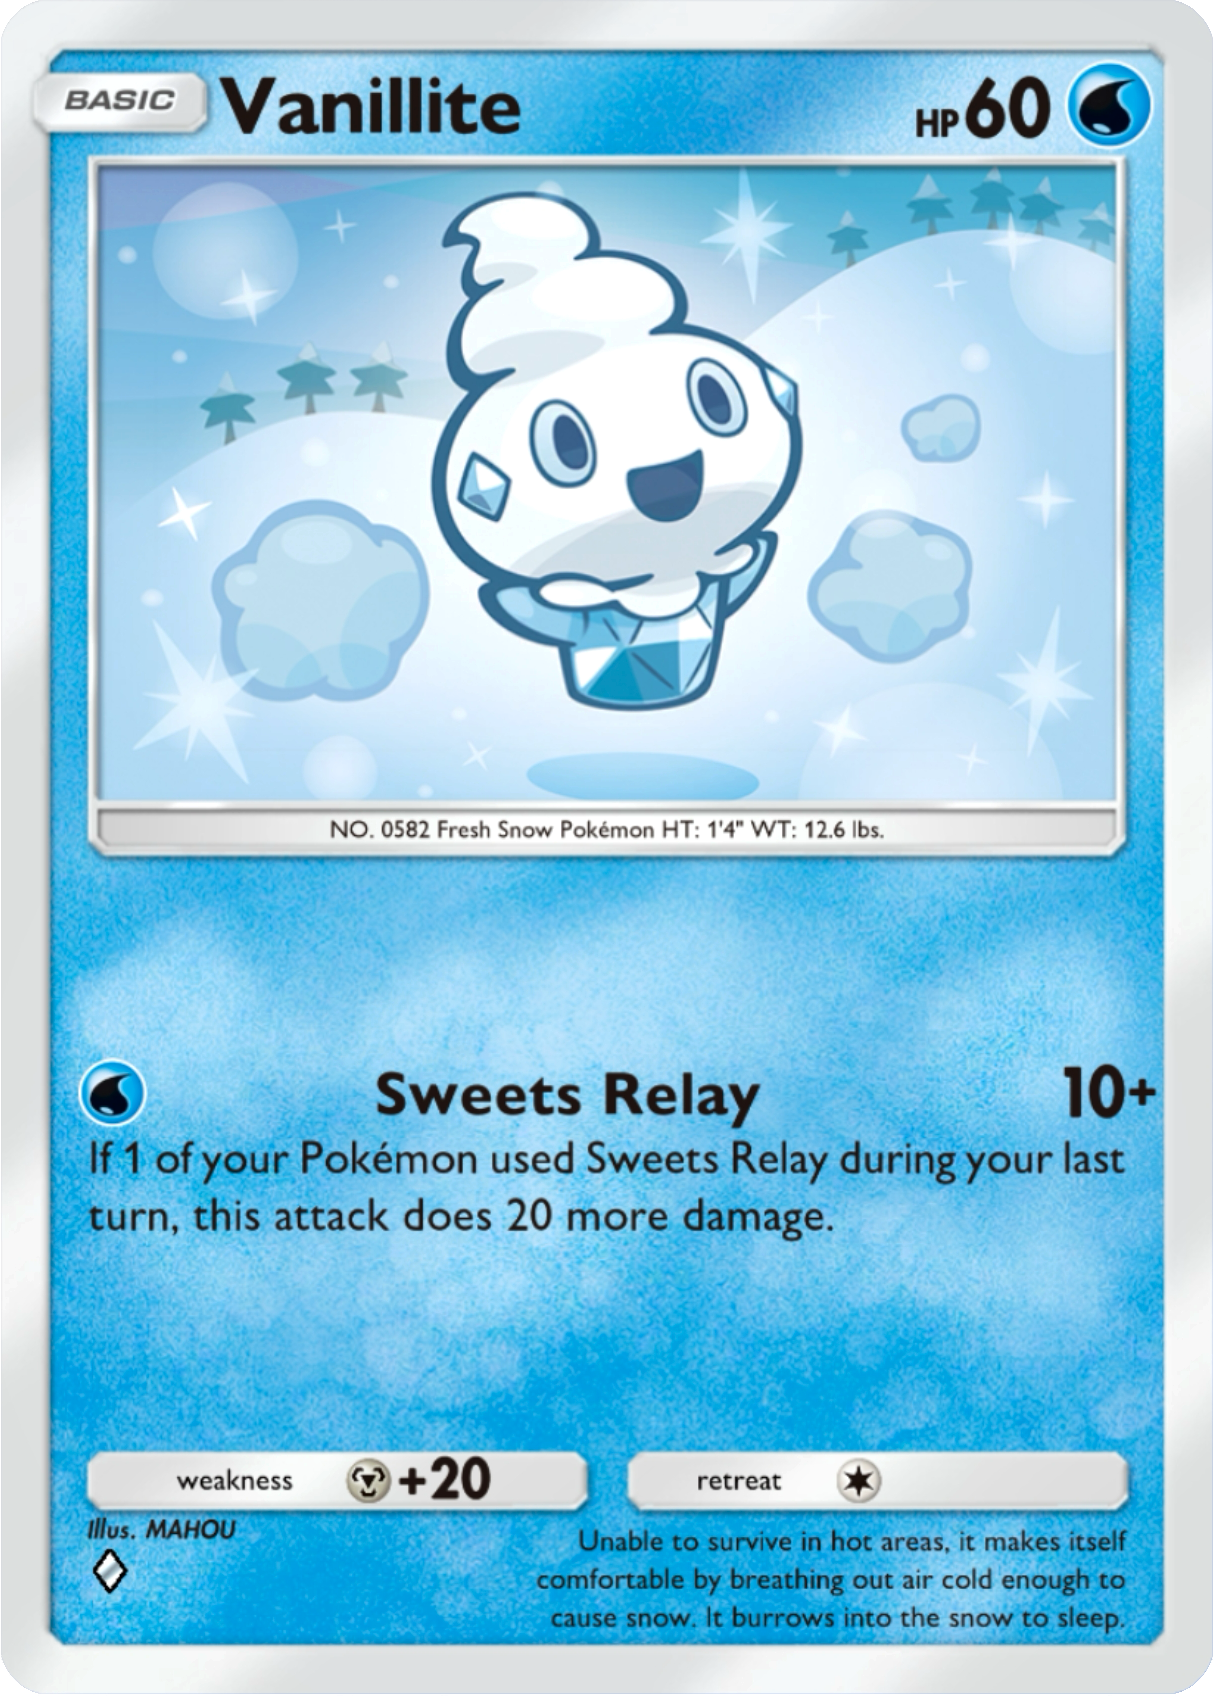 BASIC Vanillite HP 60
NO. 0582 Fresh Snow Pokémon HT: 1'4" WT: 12.6 lbs.
Sweets Relay 10+
If 1 of your Pokémon used Sweets Relay during your last
turn, this attack does 20 more damage.
weakness +20 retreat
Illus. MAHOU
Unable to survive in hot areas, it makes itself
comfortable by breathing out air cold enough to
cause snow. It burrows into the snow to sleep.